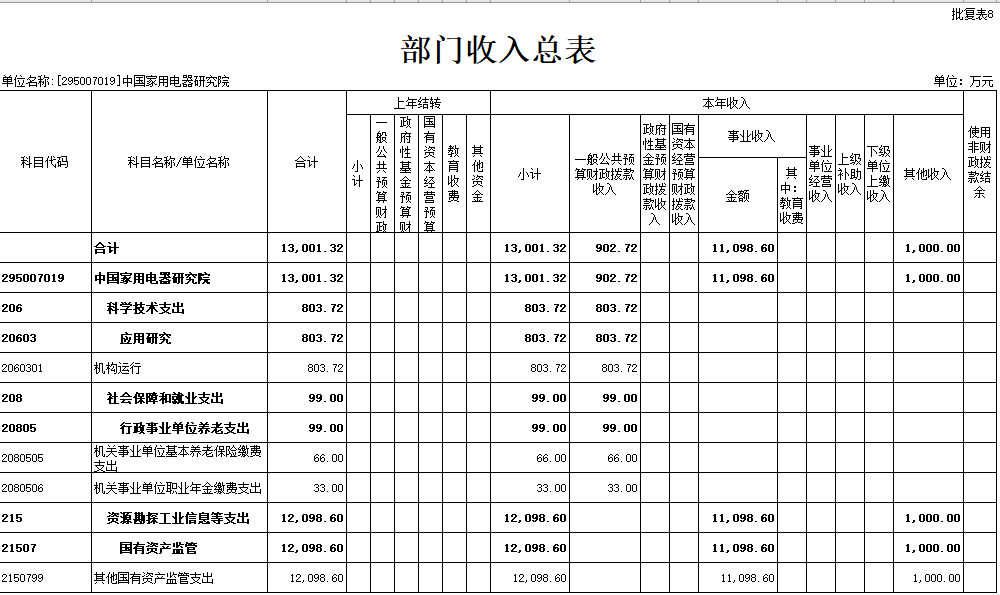 批复表8
部门收入总表
单位名称:[295007019]中国家用电器研究院 单位：万元
科目代码 科目名称/单位名称 合计 上年结转 本年收入 使用非财政拨款结余
小计 一般公共预算财政 政府性基金预算财 国有资本经营预算 教育收费 其他资金 小计 一般公共预算财政拨款收入 政府性基金预算财政拨款收入 国有资本经营预算财政拨款收入 事业收入 事业单位经营收入 上级补助收入 下级单位上缴收入 其他收入
金额 其中：教育收费
合计 13,001.32 13,001.32 902.72 11,098.60 1,000.00
295007019 中国家用电器研究院 13,001.32 13,001.32 902.72 11,098.60 1,000.00
206 科学技术支出 803.72 803.72 803.72
20603 应用研究 803.72 803.72 803.72
2060301 机构运行 803.72 803.72 803.72
208 社会保障和就业支出 99.00 99.00 99.00
20805 行政事业单位养老支出 99.00 99.00 99.00
2080505 机关事业单位基本养老保险缴费支出 66.00 66.00 66.00
2080506 机关事业单位职业年金缴费支出 33.00 33.00 33.00
215 资源勘探工业信息等支出 12,098.60 12,098.60 11,098.60 1,000.00
21507 国有资产监管 12,098.60 12,098.60 11,098.60 1,000.00
2150799 其他国有资产监管支出 12,098.60 12,098.60 11,098.60 1,000.00